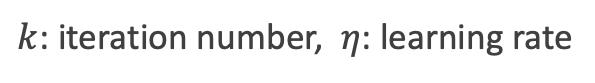 k: iteration number, η: learning rate